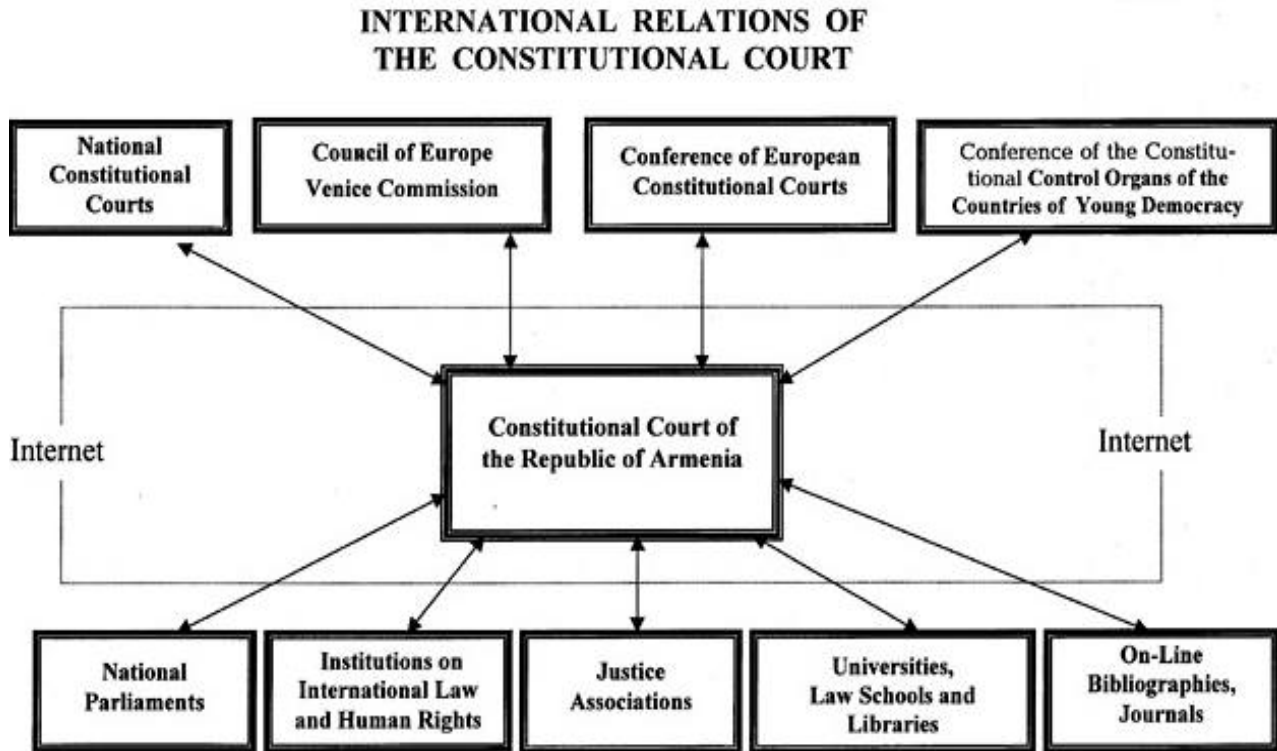 INTERNATIONAL RELATIONS OF
THE CONSTITUTIONAL COURT
National
Constitutional
Courts
Council of Europe
Venice Commission
Conference of European
Constitutional Courts
Conference of the Constitu-
tional Control Organs of the
Countries of Young Democracy
Internet
Constitutional Court of
the Republic of Armenia
Internet
National
Parliaments
Institutions on
International Law
and Human Rights
Justice
Associations
Universities,
Law Schools and
Libraries
On-Line
Bibliographies,
Journals